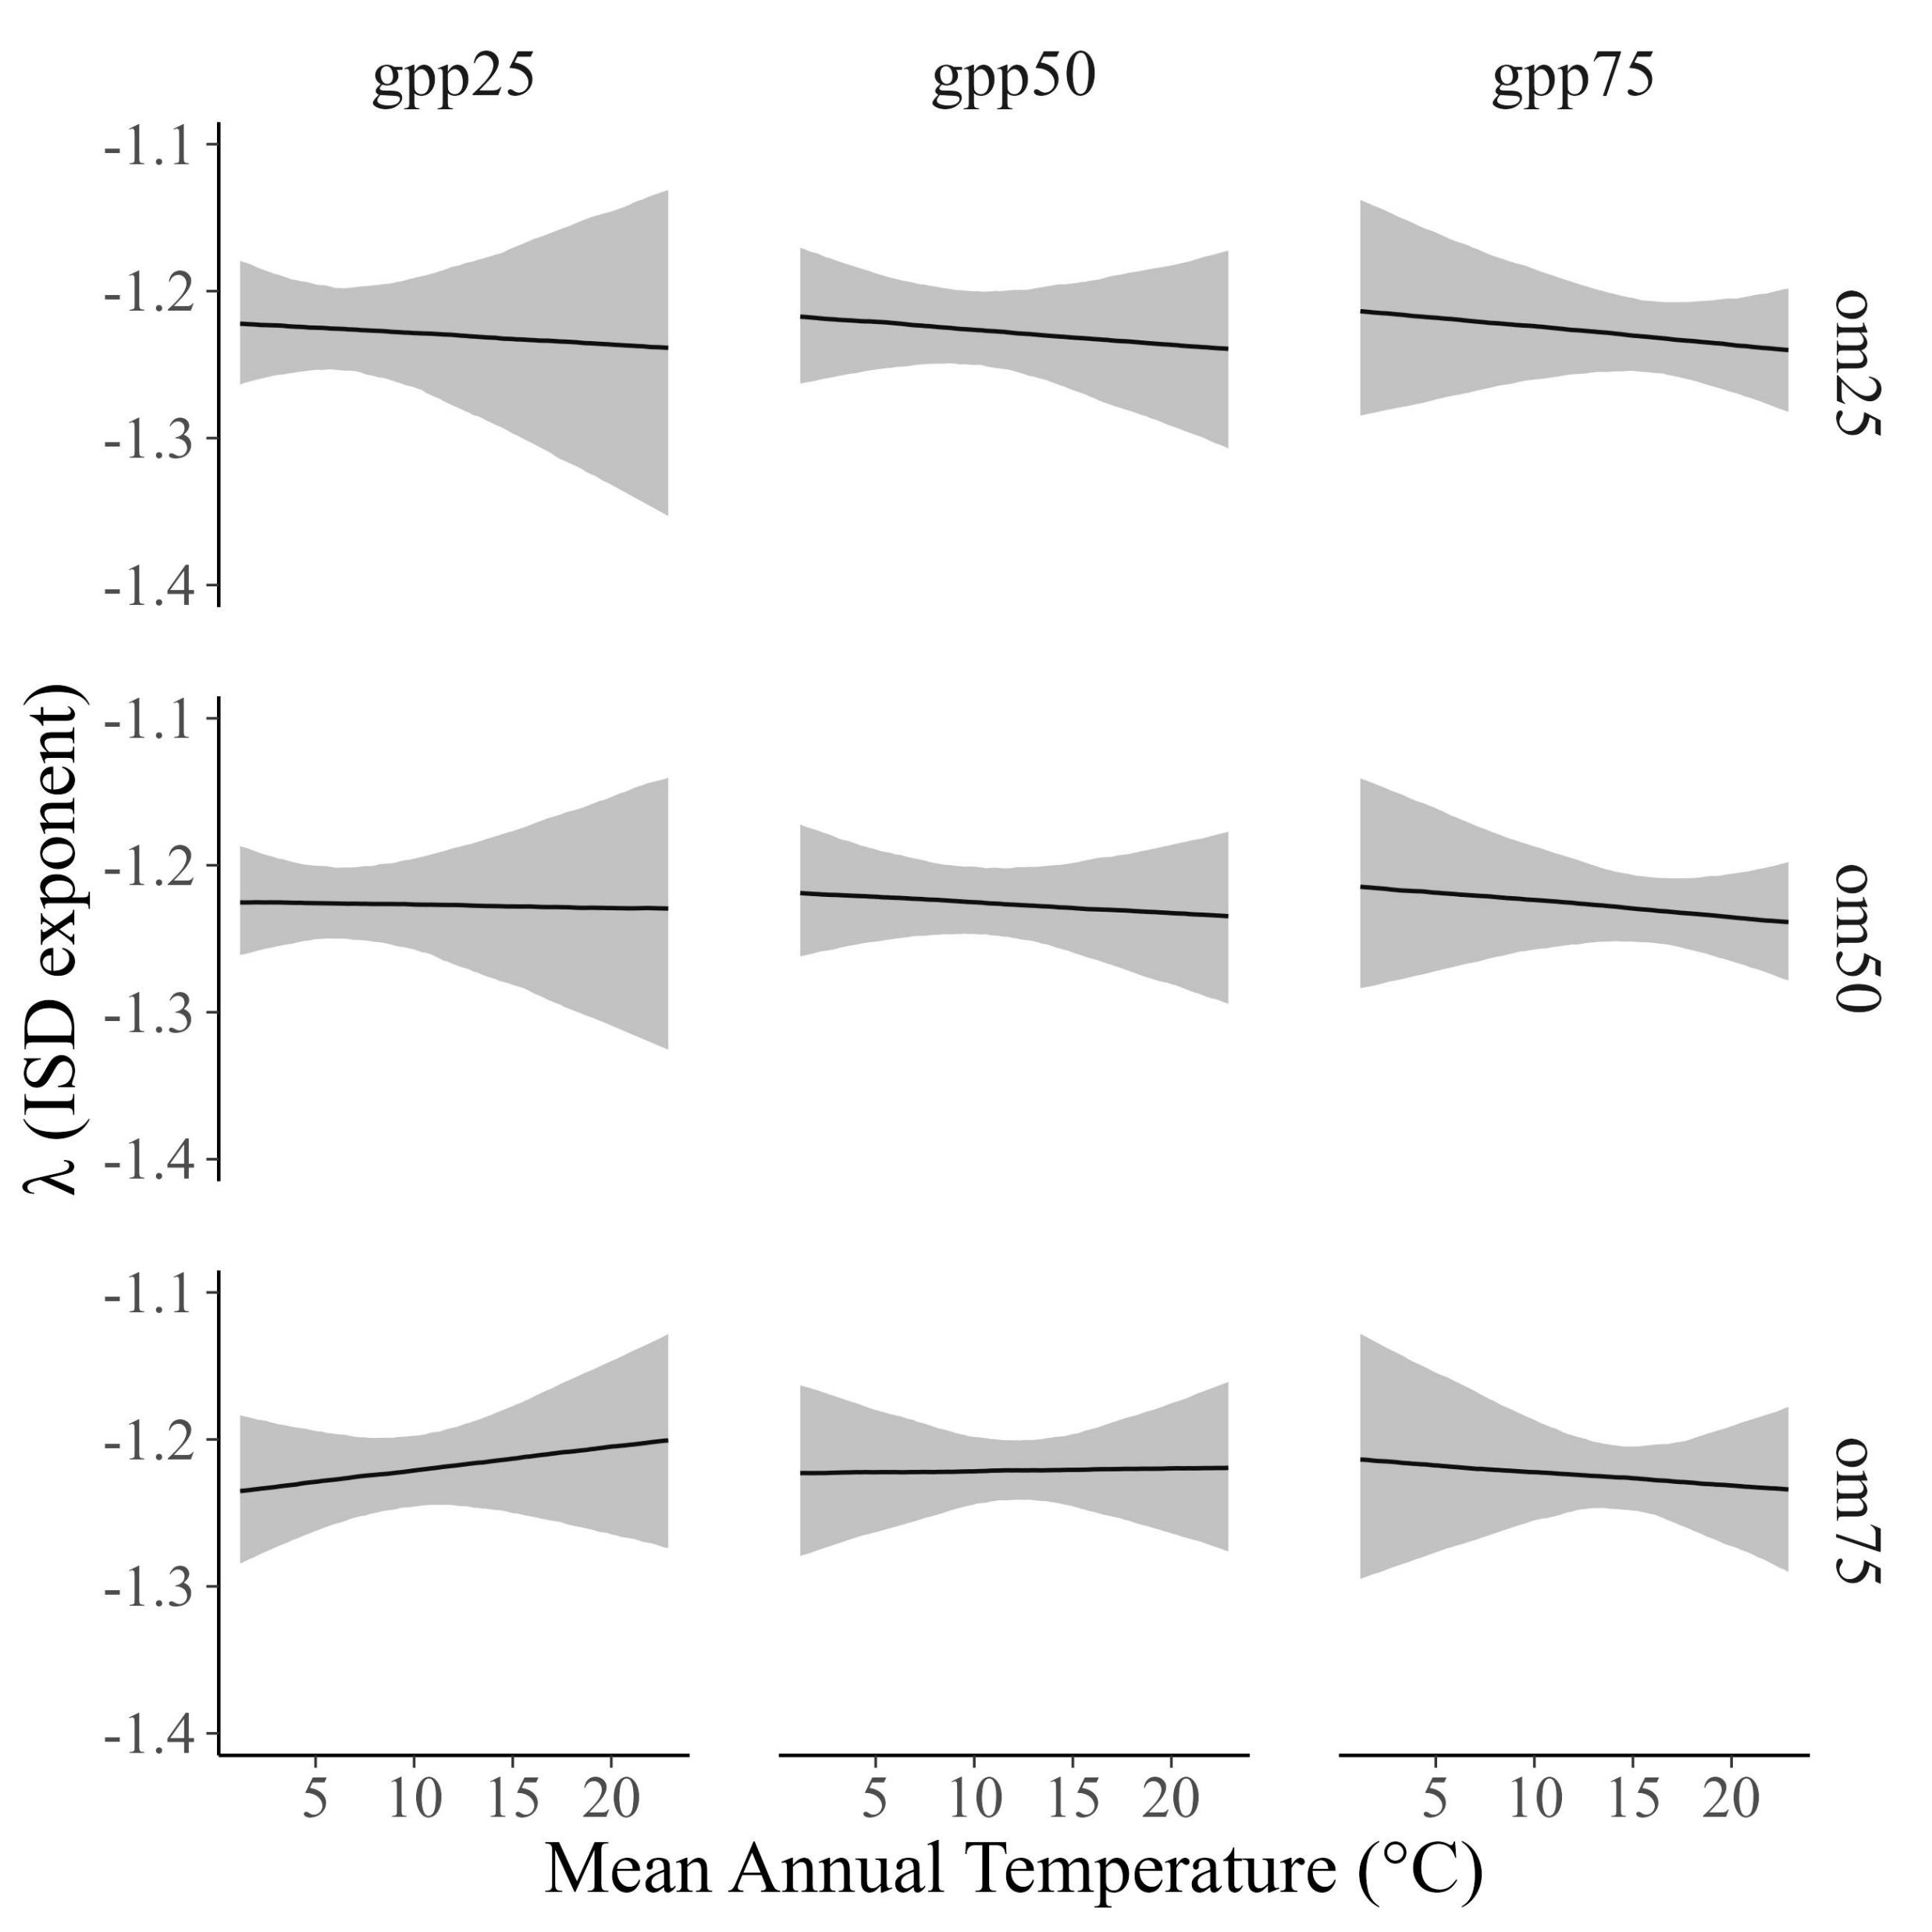 gpp25 gpp50 gpp75
-1.1
-1.2
-1.3
-1.4
om25
λ (ISD exponent)
-1.1
-1.2
-1.3
-1.4
om50
-1.1
-1.2
-1.3
-1.4
om75
5 10 15 20 5 10 15 20 5 10 15 20
Mean Annual Temperature (°C)